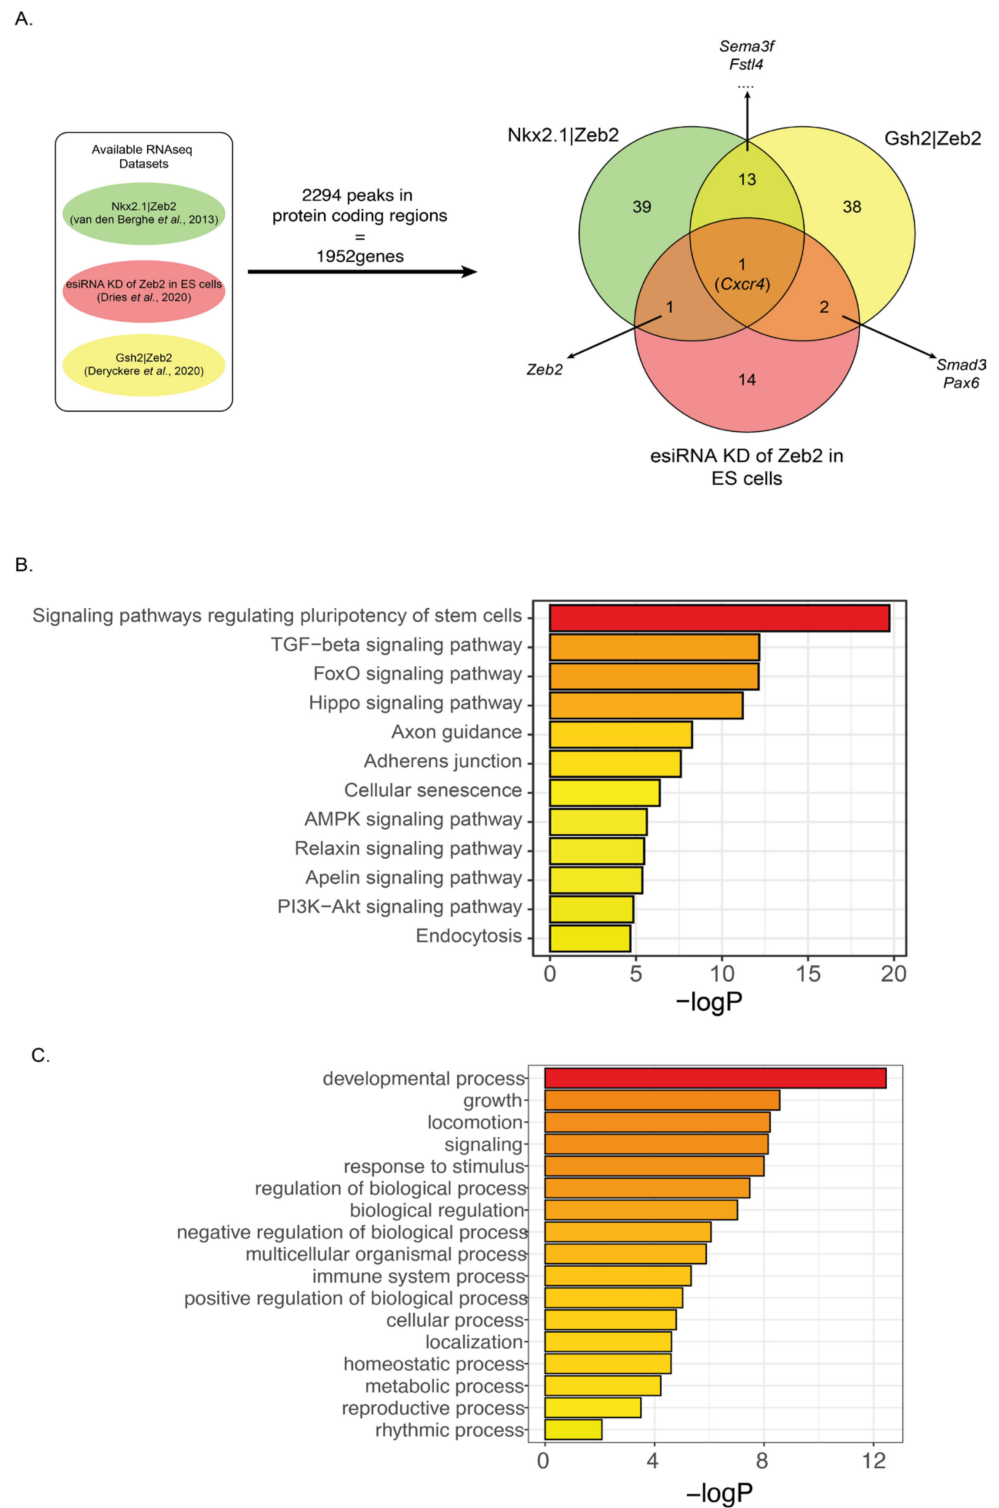 A.
Available RNAseq
Datasets
Nkx2.1|Zeb2
(van den Berghe et al., 2013)
esiRNA KD of Zeb2 in ES cells
(Dries et al., 2020)
Gsh2|Zeb2
(Deryckere et al., 2020)
2294 peaks in
protein coding regions
=
1952genes
Sema3f
Fstl4
....
Nkx2.1|Zeb2
Gsh2|Zeb2
13
39
38
1
(Cxcr4)
1
2
Zeb2
Smad3
Pax6
14
esiRNA KD of Zeb2 in
ES cells
B.
Signaling pathways regulating pluripotency of stem cells
TGF−beta signaling pathway
FoxO signaling pathway
Hippo signaling pathway
Axon guidance
Adherens junction
Cellular senescence
AMPK signaling pathway
Relaxin signaling pathway
Apelin signaling pathway
PI3K−Akt signaling pathway
Endocytosis
0 5 10 15 20
−logP
C.
developmental process
growth
locomotion
signaling
response to stimulus
regulation of biological process
biological regulation
negative regulation of biological process
multicellular organismal process
immune system process
positive regulation of biological process
cellular process
localization
homeostatic process
metabolic process
reproductive process
rhythmic process
0 4 8 12
−logP